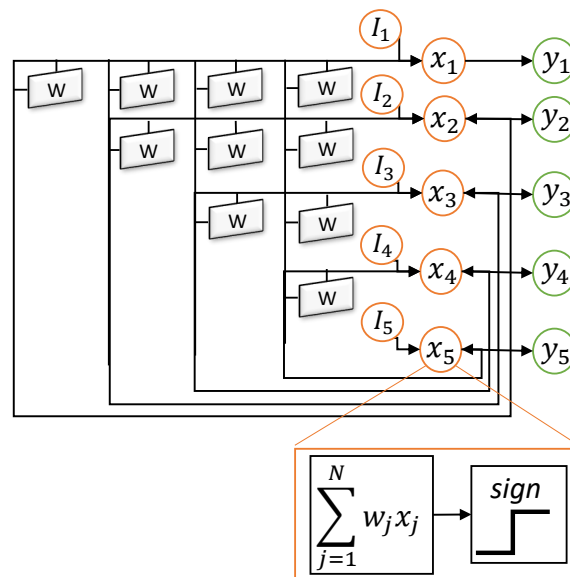 I₁ x₁ y₁
W W W W
I₂ x₂ y₂
W W W
I₃ x₃ y₃
W W
I₄ x₄ y₄
W
I₅ x₅ y₅
N
∑ wⱼxⱼ
j=1
sign